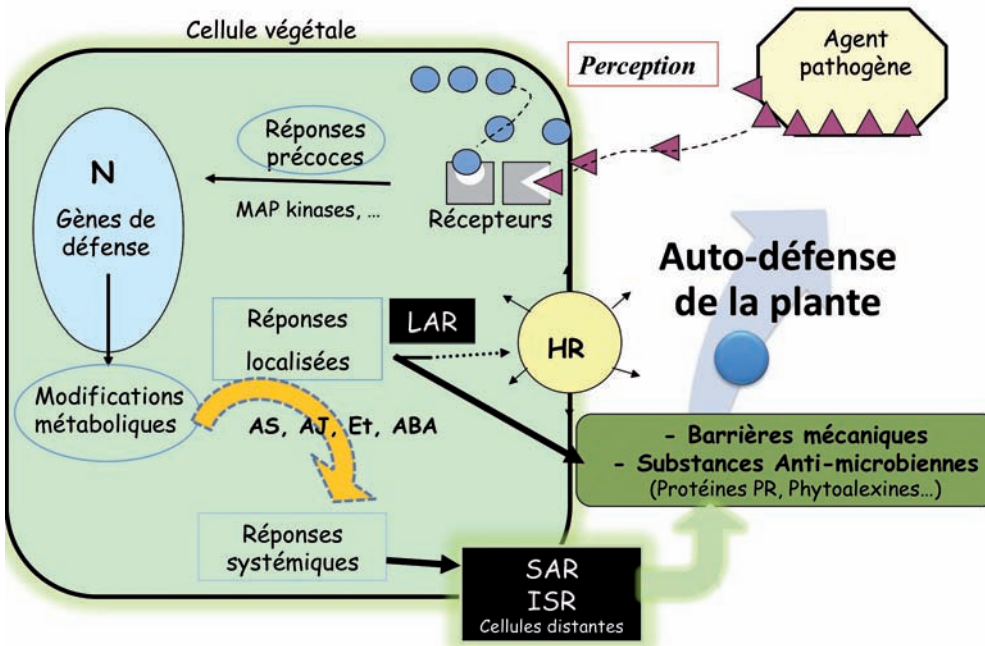 Cellule végétale
Perception
Agent
pathogène
Réponses
précoces
MAP kinases, ...
Récepteurs
N
Gènes de
défense
Auto-défense
de la plante
Réponses
localisées
LAR
HR
Modifications
métaboliques
AS, AJ, Et, ABA
- Barrières mécaniques
- Substances Anti-microbiennes
(Protéines PR, Phytoalexines...)
Réponses
systémiques
SAR
ISR
Cellules distantes